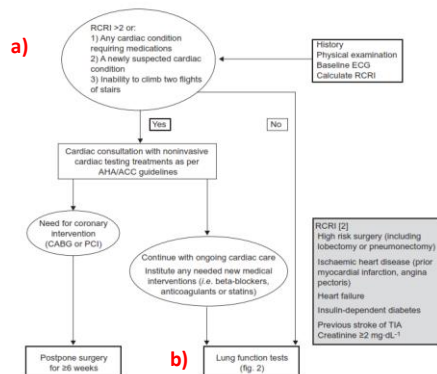 a)
RCRI >2 or:
1) Any cardiac condition
requiring medications
2) A newly suspected cardiac
condition
3) Inability to climb two flights
of stairs
History
Physical examination
Baseline ECG
Calculate RCRI
Yes
No
Cardiac consultation with noninvasive
cardiac testing treatments as per
AHA/ACC guidelines
Need for coronary
intervention
(CABG or PCI)
Continue with ongoing cardiac care
Institute any needed new medical
interventions (i.e. beta-blockers,
anticoagulants or statins)
RCRI [2]
High risk surgery (including
lobectomy or pneumonectomy)
Ischaemic heart disease (prior
myocardial infarction, angina
pectoris)
Heart failure
Insulin-dependent diabetes
Previous stroke of TIA
Creatinine ≥2 mg·dL⁻¹
b)
Postpone surgery
for ≥6 weeks
Lung function tests
(fig. 2)